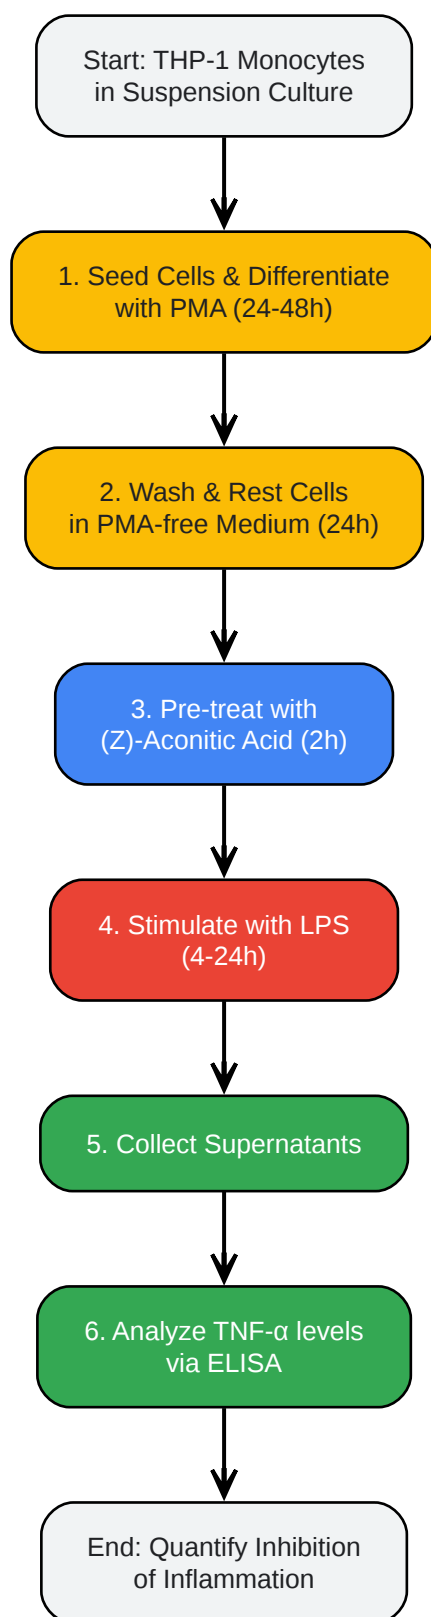 Start: THP-1 Monocytes
in Suspension Culture
1. Seed Cells & Differentiate
with PMA (24-48h)
2. Wash & Rest Cells
in PMA-free Medium (24h)
3. Pre-treat with
(Z)-Aconitic Acid (2h)
4. Stimulate with LPS
(4-24h)
5. Collect Supernatants
6. Analyze TNF-α levels
via ELISA
End: Quantify Inhibition
of Inflammation